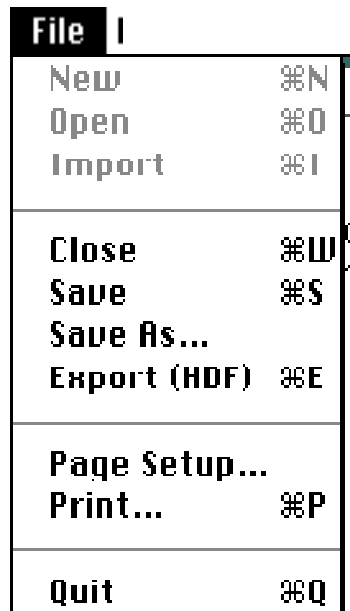 File
New ⌘N
Open ⌘O
Import ⌘I
Close ⌘W
Save ⌘S
Save As...
Export (HDF) ⌘E
Page Setup...
Print... ⌘P
Quit ⌘Q